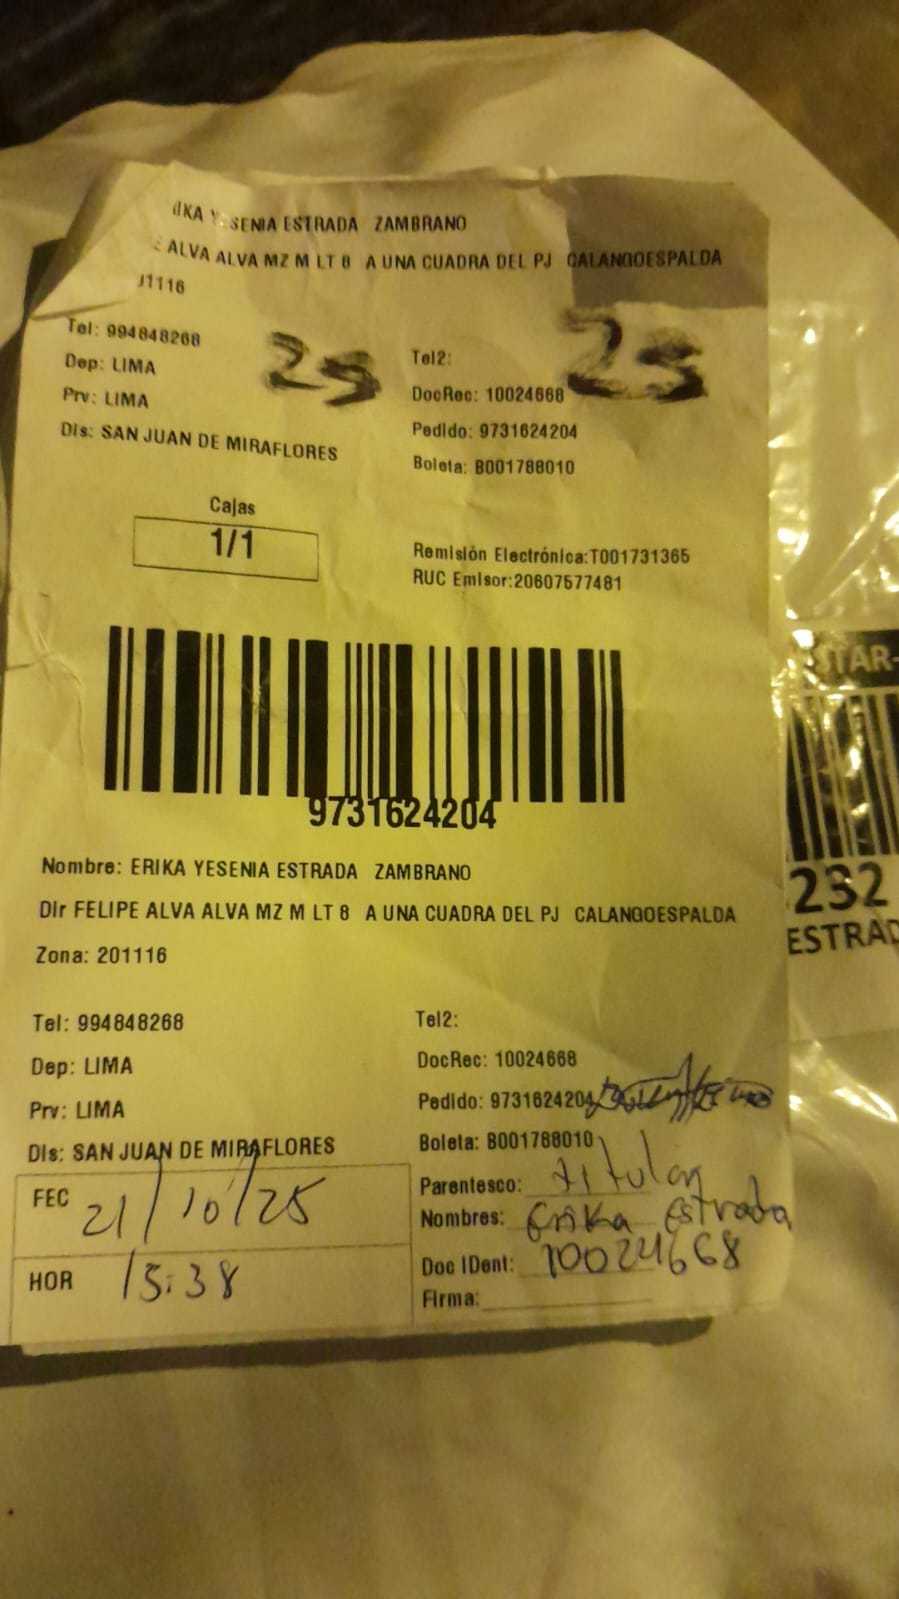 YESENIA ESTRADA ZAMBRANO
ALVA ALVA MZ M LT 8 A UNA CUADRA DEL PJ CALANGOESPALDA
1116
Tel: 994848268
Dep: LIMA
Prv: LIMA
Dis: SAN JUAN DE MIRAFLORES
25
25
Tel2:
DocRec: 10024668
Pedido: 9731624204
Boleta: B001788010
Cajas
1/1
Remisión Electrónica:T001731365
RUC Emisor:20607577481
9731624204
Nombre: ERIKA YESENIA ESTRADA ZAMBRANO
Dir FELIPE ALVA ALVA MZ M LT 8 A UNA CUADRA DEL PJ CALANGOESPALDA
Zona: 201116
Tel: 994848268
Dep: LIMA
Prv: LIMA
Dis: SAN JUAN DE MIRAFLORES
Tel2:
DocRec: 10024668
Pedido: 9731624204
Boleta: B001788010
FEC 21/10/25
HOR 15:38
Parentesco: titular
Nombres: Erika Estrada
Doc IDent: 10024668
Firma:
STAR-
232
ESTRAD